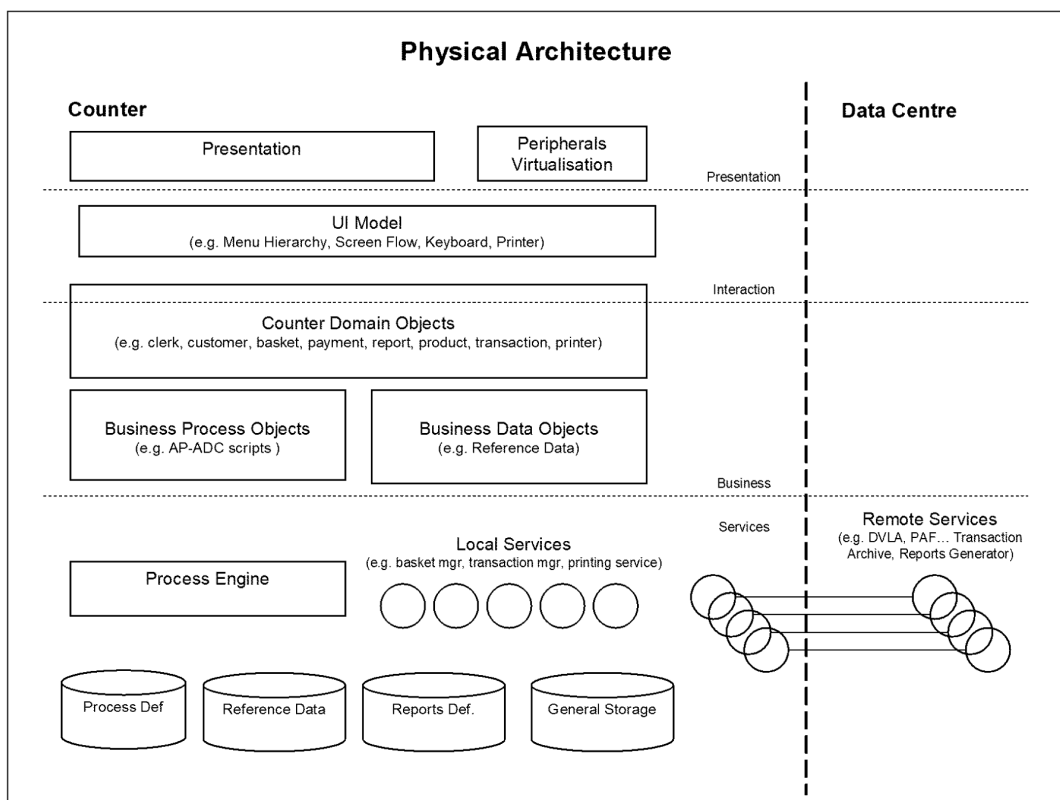 Physical Architecture
Counter
Data Centre
Presentation
Peripherals
Virtualisation
Presentation
UI Model
(e.g. Menu Hierarchy, Screen Flow, Keyboard, Printer)
Interaction
Counter Domain Objects
(e.g. clerk, customer, basket, payment, report, product, transaction, printer)
Business Process Objects
(e.g. AP-ADC scripts )
Business Data Objects
(e.g. Reference Data)
Business
Services
Remote Services
(e.g. DVLA, PAF... Transaction
Archive, Reports Generator)
Local Services
(e.g. basket mgr, transaction mgr, printing service)
Process Engine
Process Def
Reference Data
Reports Def.
General Storage